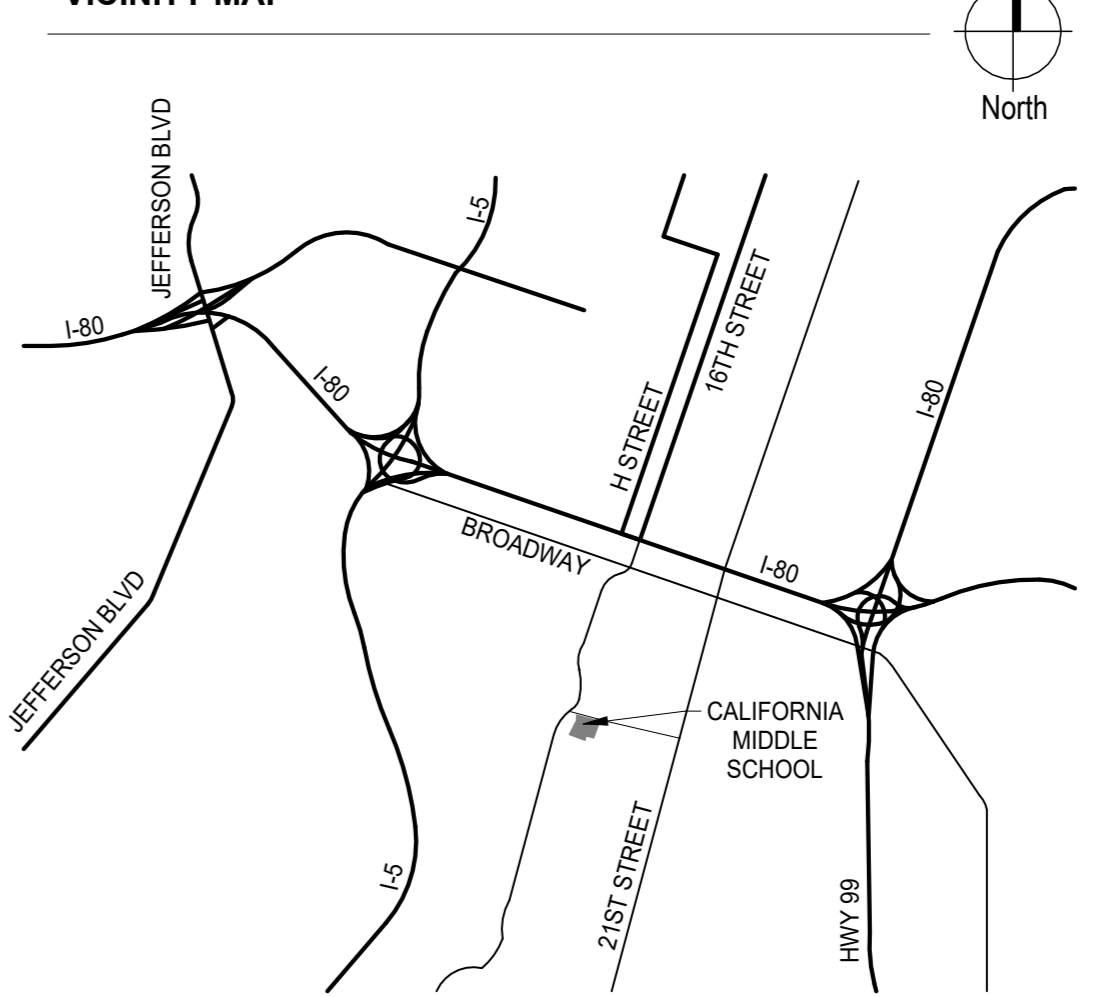 VICINITY MAP
North
JEFFERSON BLVD
I-5
I-80
16TH STREET
I-80
H STREET
I-80
BROADWAY
I-80
JEFFERSON BLVD
CALIFORNIA
MIDDLE
SCHOOL
I-5
21ST STREET
HWY 99